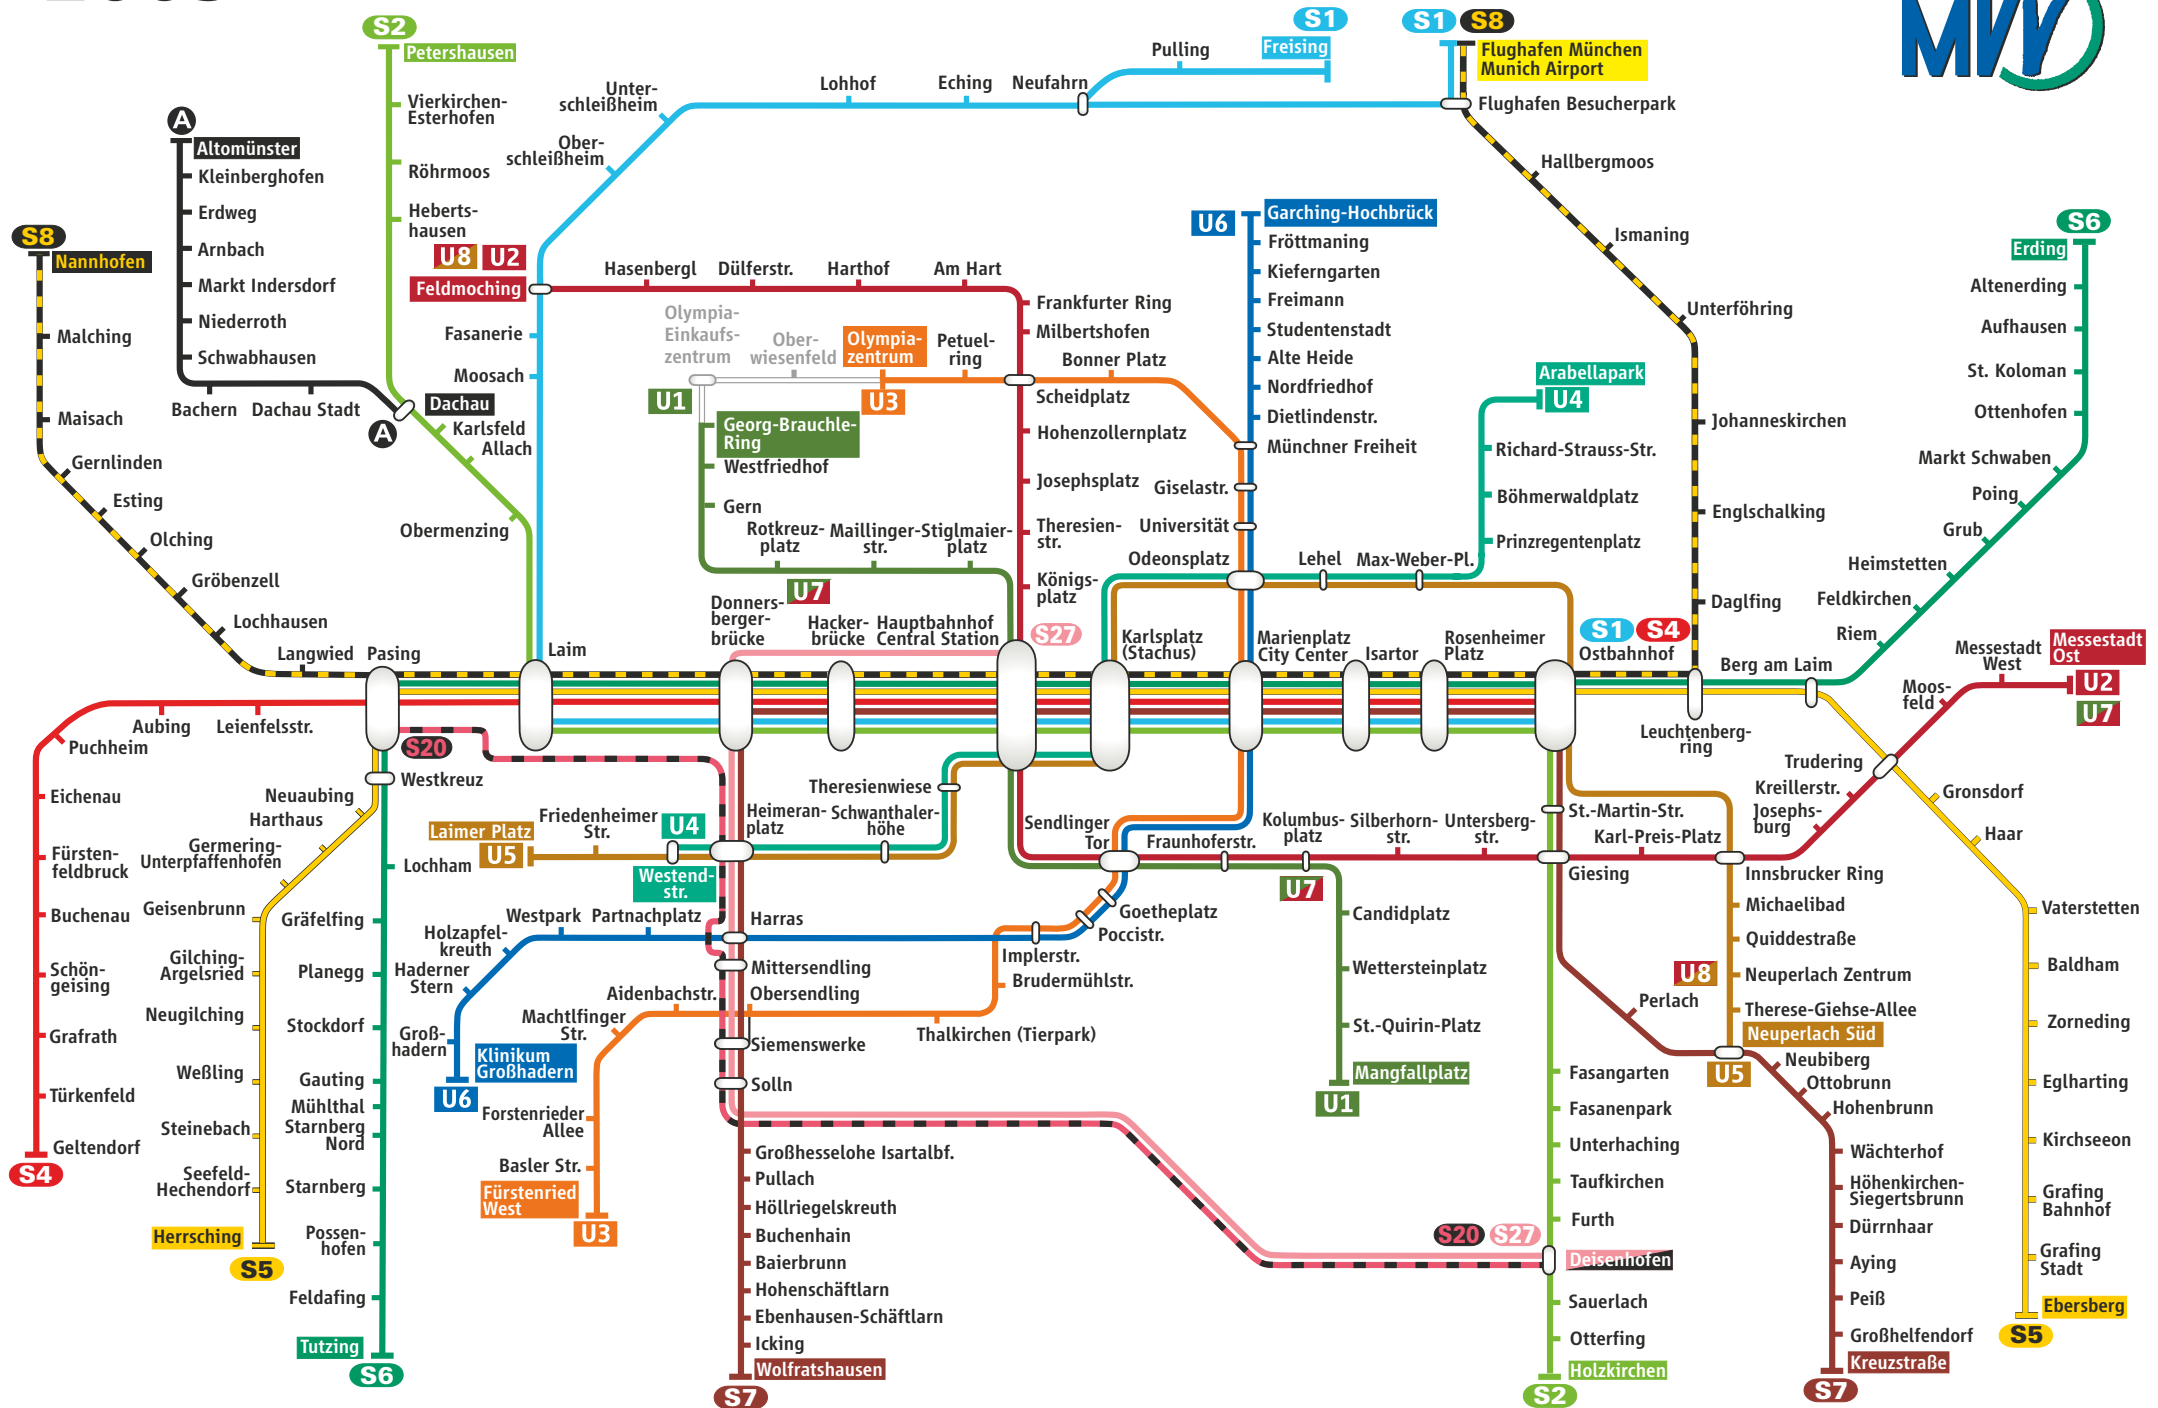 S2
Petershausen
Vierkirchen-
Esterhofen
Röhrmoos
Heberts-
hausen
A
Altomünster
Kleinberghofen
Erdweg
Arnbach
Markt Indersdorf
Niederroth
Schwabhausen
Bachern
Dachau Stadt
Dachau
A
Karlsfeld
Allach
Obermenzing
S8
Nannhofen
Malching
Maisach
Gernlinden
Esting
Olching
Gröbenzell
Lochhausen
Langwied
Pasing
Laim
S1
Freising
Pulling
Neufahrn
Eching
Lohhof
Unter-
schleißheim
Ober-
schleißheim
S1
S8
Flughafen München
Munich Airport
Flughafen Besucherpark
Hallbergmoos
Ismaning
Unterföhring
Johanneskirchen
Englschalking
Daglfing
MVV
U8
U2
Feldmoching
Fasanerie
Moosach
Hasenbergl
Dülferstr.
Harthof
Am Hart
Frankfurter Ring
Milbertshofen
Olympia-
Einkaufs-
zentrum
Ober-
wiesenfeld
Olympia-
zentrum
U3
Petuel-
ring
Bonner Platz
Scheidplatz
Hohenzollernplatz
Josephsplatz
Theresien-
str.
Königs-
platz
U1
Georg-Brauchle-
Ring
Westfriedhof
Gern
Rotkreuz-
platz
Maillinger-
str.
Stiglmaier-
platz
U7
U6
Garching-Hochbrück
Fröttmaning
Kieferngarten
Freimann
Studentenstadt
Alte Heide
Nordfriedhof
Dietlindenstr.
Münchner Freiheit
Giselastr.
Universität
Odeonsplatz
Lehel
Max-Weber-Pl.
Arabellapark
U4
Richard-Strauss-Str.
Böhmerwaldplatz
Prinzregentenplatz
S6
Erding
Altenerding
Aufhausen
St. Koloman
Ottenhofen
Markt Schwaben
Poing
Grub
Heimstetten
Feldkirchen
Riem
Berg am Laim
Donners-
berger-
brücke
Hacker-
brücke
Hauptbahnhof
Central Station
S27
Karlsplatz
(Stachus)
Marienplatz
City Center
Isartor
Rosenheimer
Platz
S1
S4
Ostbahnhof
Leuchtenberg-
ring
Messestadt
West
Messestadt
Ost
U2
U7
Moos-
feld
Trudering
Kreillerstr.
Josephs-
burg
Gronsdorf
Haar
Vaterstetten
Baldham
Zorneding
Eglharting
Kirchseeon
Grafing
Bahnhof
Grafing
Stadt
Ebersberg
S5
Aubing
Leienfelsstr.
Puchheim
Eichenau
Fürsten-
feldbruck
Buchenau
Schön-
geising
Grafrath
Türkenfeld
Geltendorf
S4
S20
Westkreuz
Neuaubing
Harthaus
Germering-
Unterpfaffenhofen
Geisenbrunn
Gilching-
Argelsried
Neugilching
Weßling
Steinebach
Seefeld-
Hechendorf
Herrsching
S5
Lochham
Gräfelfing
Planegg
Stockdorf
Gauting
Mühlthal
Starnberg
Nord
Starnberg
Possen-
hofen
Feldafing
Tutzing
S6
Laimer Platz
U5
Friedenheimer
Str.
U4
Westend-
str.
Heimeran-
platz
Schwanthaler-
höhe
Theresienwiese
Sendlinger
Tor
Fraunhoferstr.
Kolumbus-
platz
Silberhorn-
str.
Untersberg-
str.
U7
Giesing
St.-Martin-Str.
Karl-Preis-Platz
Innsbrucker Ring
Michaelibad
Quiddestraße
U8
Neuperlach Zentrum
Therese-Giehse-Allee
Neuperlach Süd
U5
Perlach
Neubiberg
Ottobrunn
Hohenbrunn
Wächterhof
Höhenkirchen-
Siegertsbrunn
Dürrnhaar
Aying
Peiß
Großhelfendorf
Kreuzstraße
S7
Candidplatz
Wettersteinplatz
St.-Quirin-Platz
Mangfallplatz
U1
Goetheplatz
Poccistr.
Implerstr.
Brudermühlstr.
Thalkirchen (Tierpark)
Obersendling
Aidenbachstr.
Machtlfinger
Str.
Forstenrieder
Allee
Basler Str.
Fürstenried
West
U3
Harras
Partnachplatz
Westpark
Holzapfel-
kreuth
Haderner
Stern
Groß-
hadern
Klinikum
Großhadern
U6
Mittersendling
Siemenswerke
Solln
Großhesselohe Isartalbf.
Pullach
Höllriegelskreuth
Buchenhain
Baierbrunn
Hohenschäftlarn
Ebenhausen-Schäftlarn
Icking
Wolfratshausen
S7
Fasangarten
Fasanenpark
Unterhaching
Taufkirchen
Furth
S20
S27
Deisenhofen
Sauerlach
Otterfing
Holzkirchen
S2